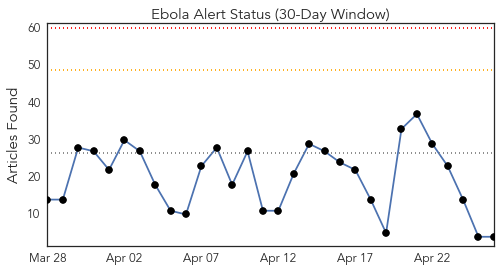 Ebola Alert Status (30-Day Window)
Articles Found
60
50
40
30
20
10
Mar 28 Apr 02 Apr 07 Apr 12 Apr 17 Apr 22